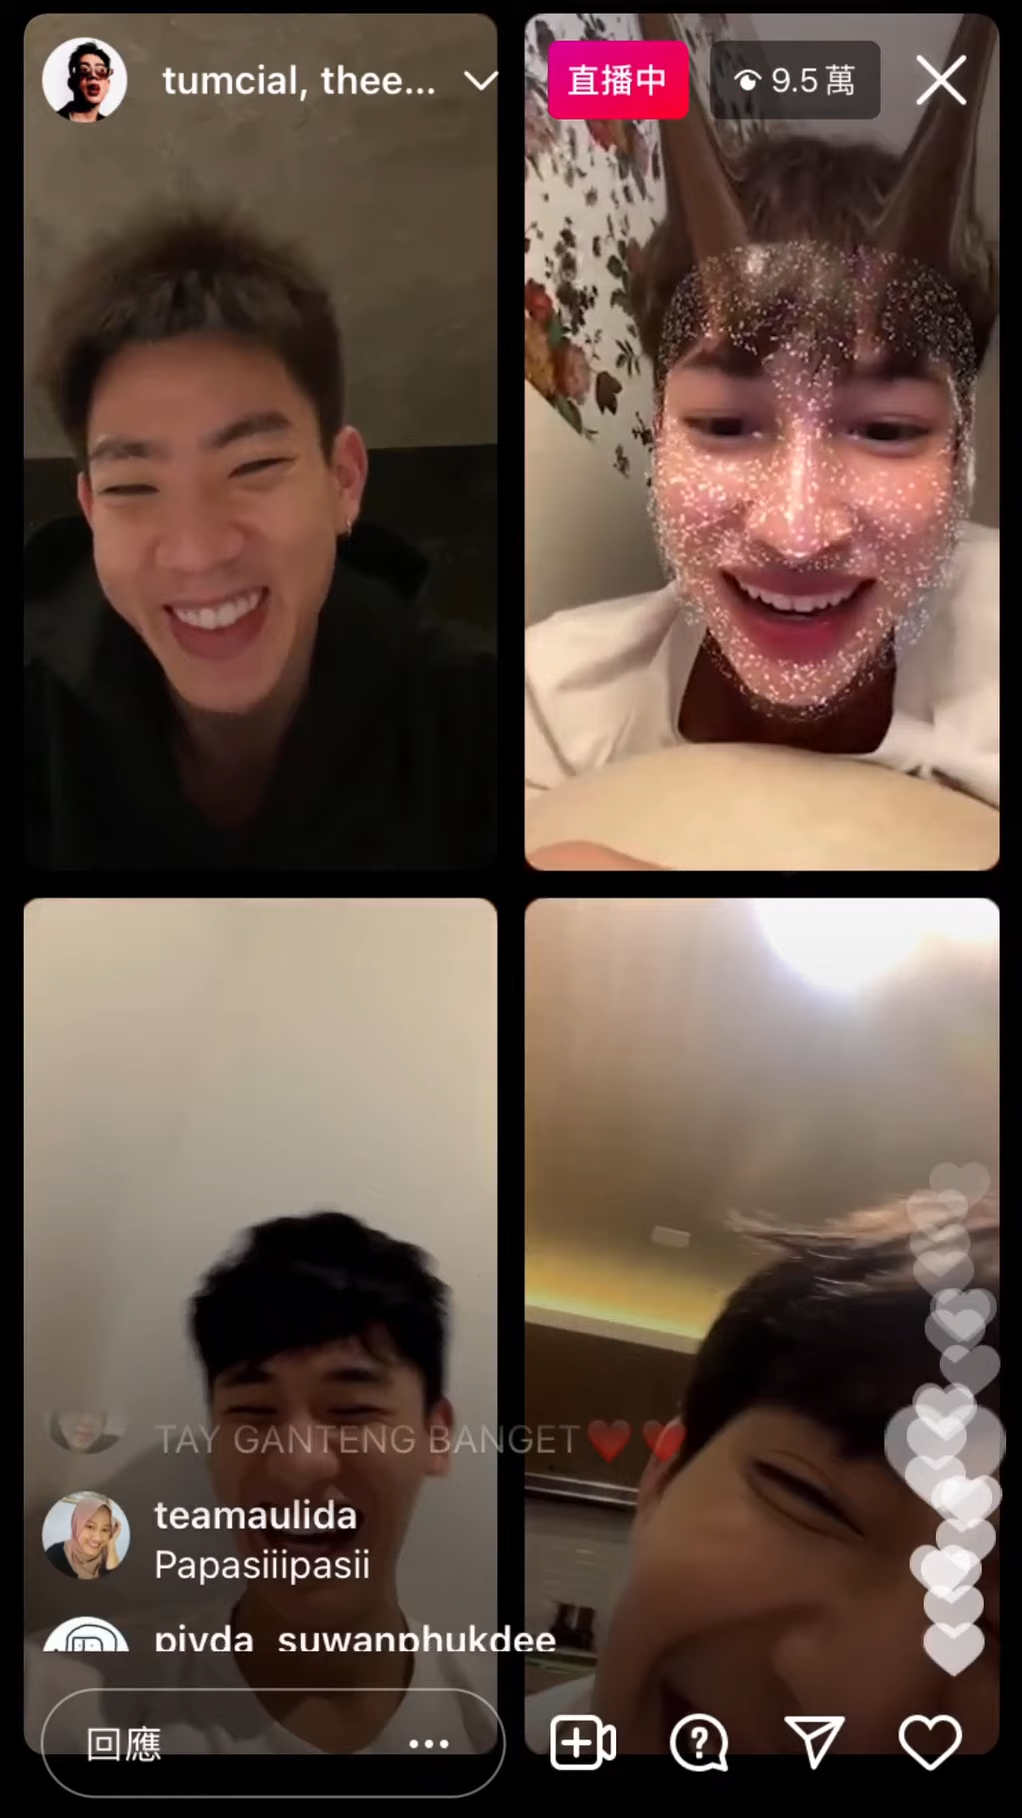 tumcial, thee...
直播中
9.5萬
TAY GANTENG BANGET❤️❤️
teamaulida
Papasiiipasii
piyda_suwanphukdee
回應